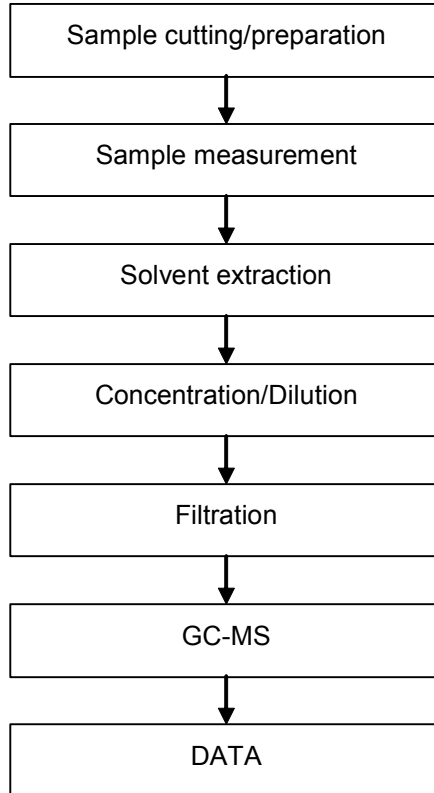 Sample cutting/preparation
Sample measurement
Solvent extraction
Concentration/Dilution
Filtration
GC-MS
DATA